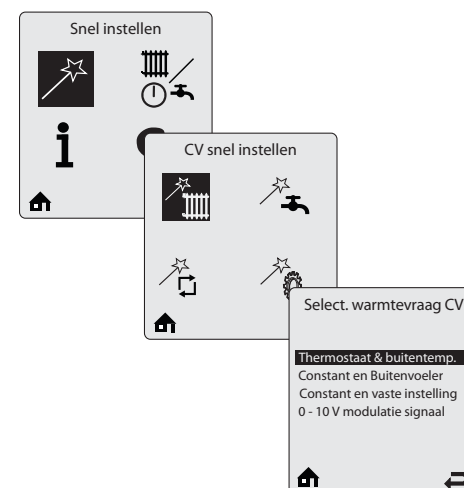 Snel instellen
CV snel instellen
Select. warmtevraag CV
Thermostaat & buitentemp.
Constant en Buitenvoeler
Constant en vaste instelling
0 - 10 V modulatie signaal